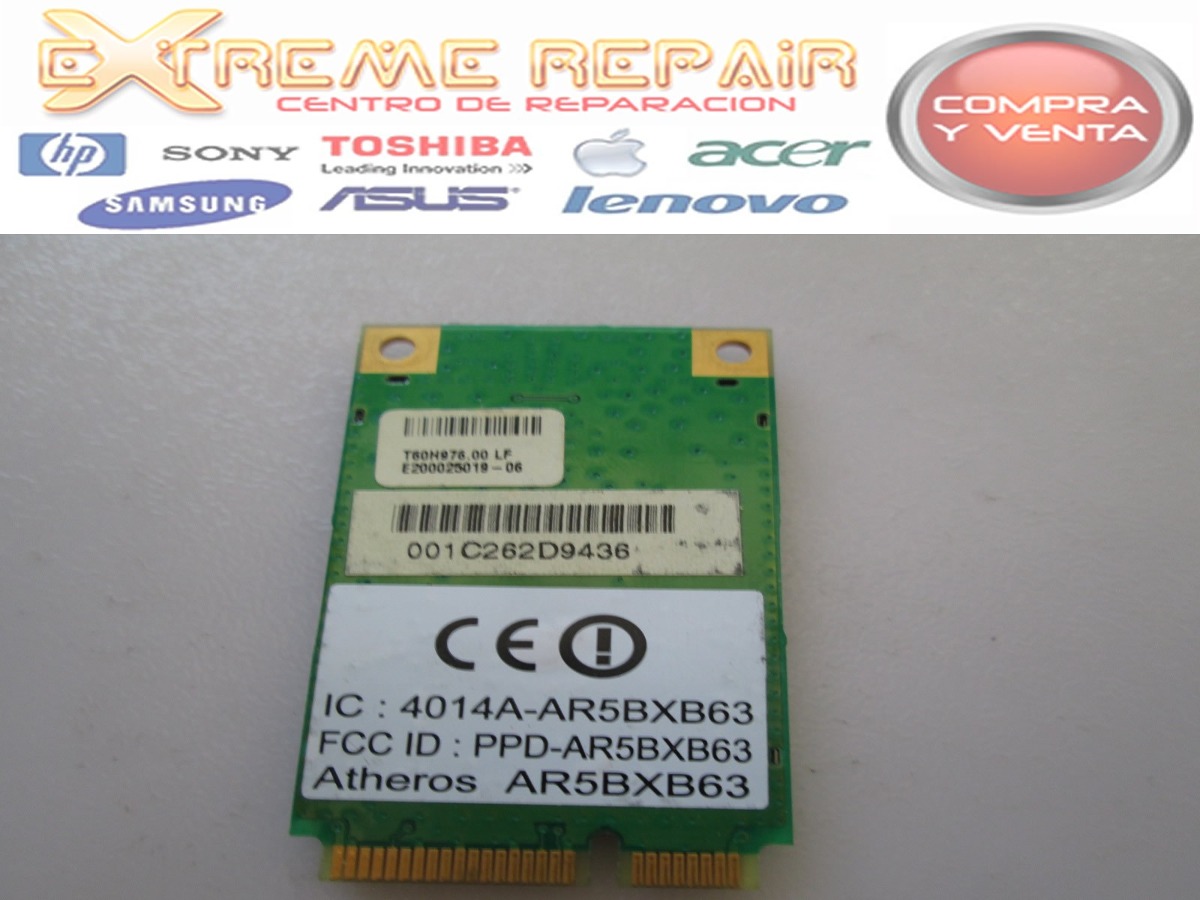 EXTREME REPAIR
CENTRO DE REPARACION
COMPRA
Y VENTA
hp
SONY
TOSHIBA
Leading Innovation >>>
acer
SAMSUNG
ASUS
lenovo
T60H976.00 LF
E200025019-06
001C262D9436
CE
IC : 4014A-AR5BXB63
FCC ID : PPD-AR5BXB63
Atheros AR5BXB63